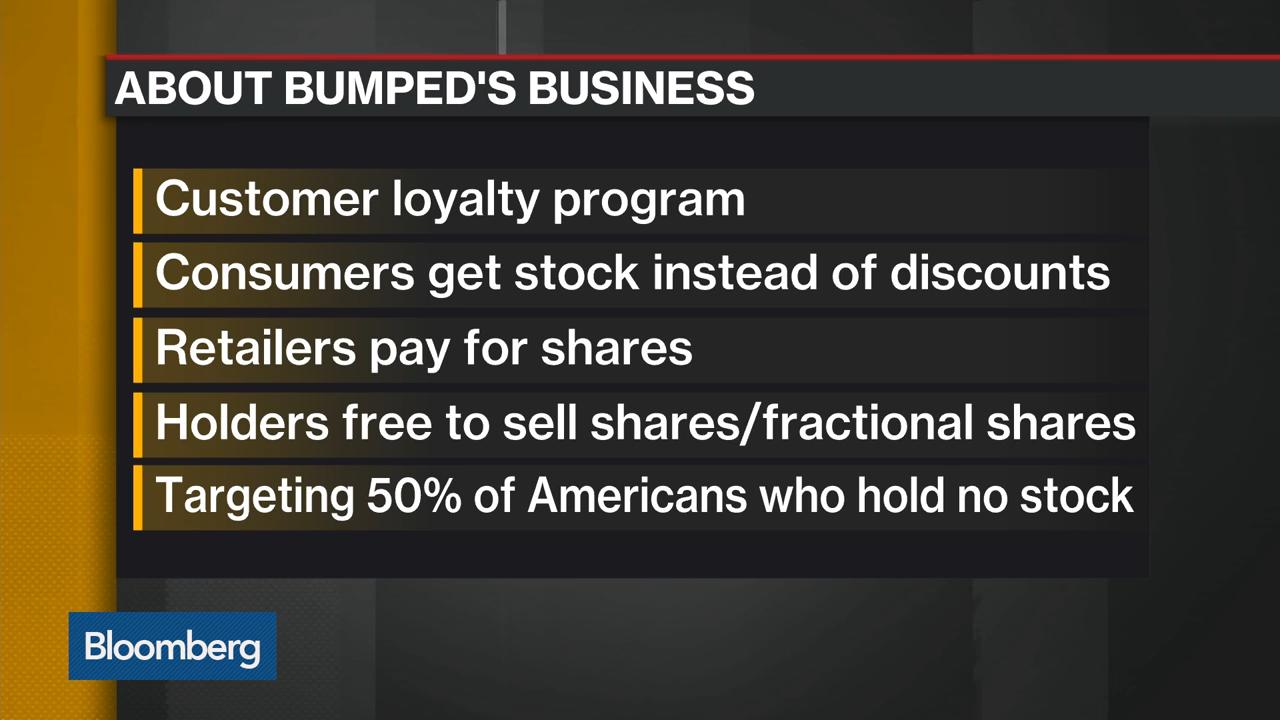 ABOUT BUMPED'S BUSINESS
Customer loyalty program
Consumers get stock instead of discounts
Retailers pay for shares
Holders free to sell shares/fractional shares
Targeting 50% of Americans who hold no stock
Bloomberg